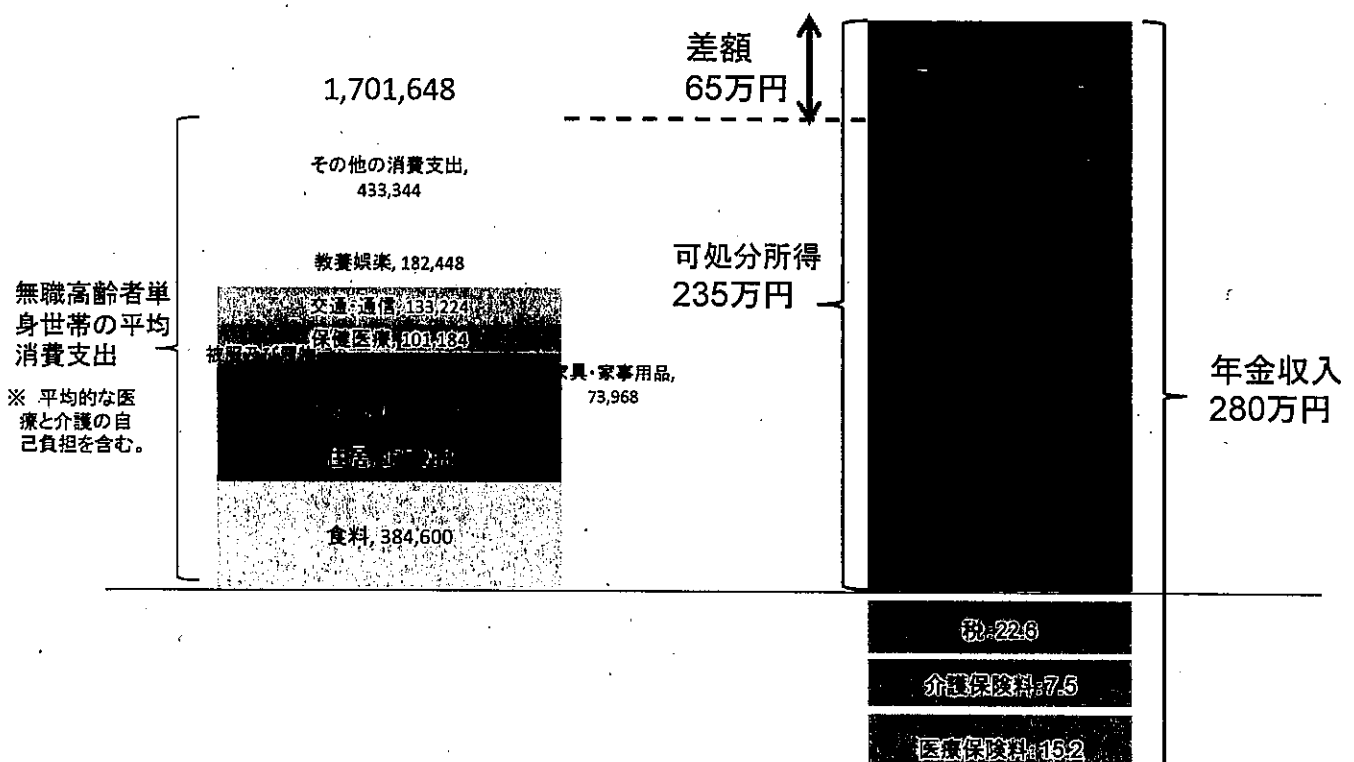 差額
65万円
1,701,648
その他の消費支出,
433,344
教養娯楽, 182,448
交通・通信, 133,224
保健医療, 101,184
家具・家事用品,
73,968
食料, 384,600
無職高齢者単
身世帯の平均
消費支出
※ 平均的な医
療と介護の自
己負担を含む。
可処分所得
235万円
年金収入
280万円
税:22.6
介護保険料:7.5
医療保険料:15.2